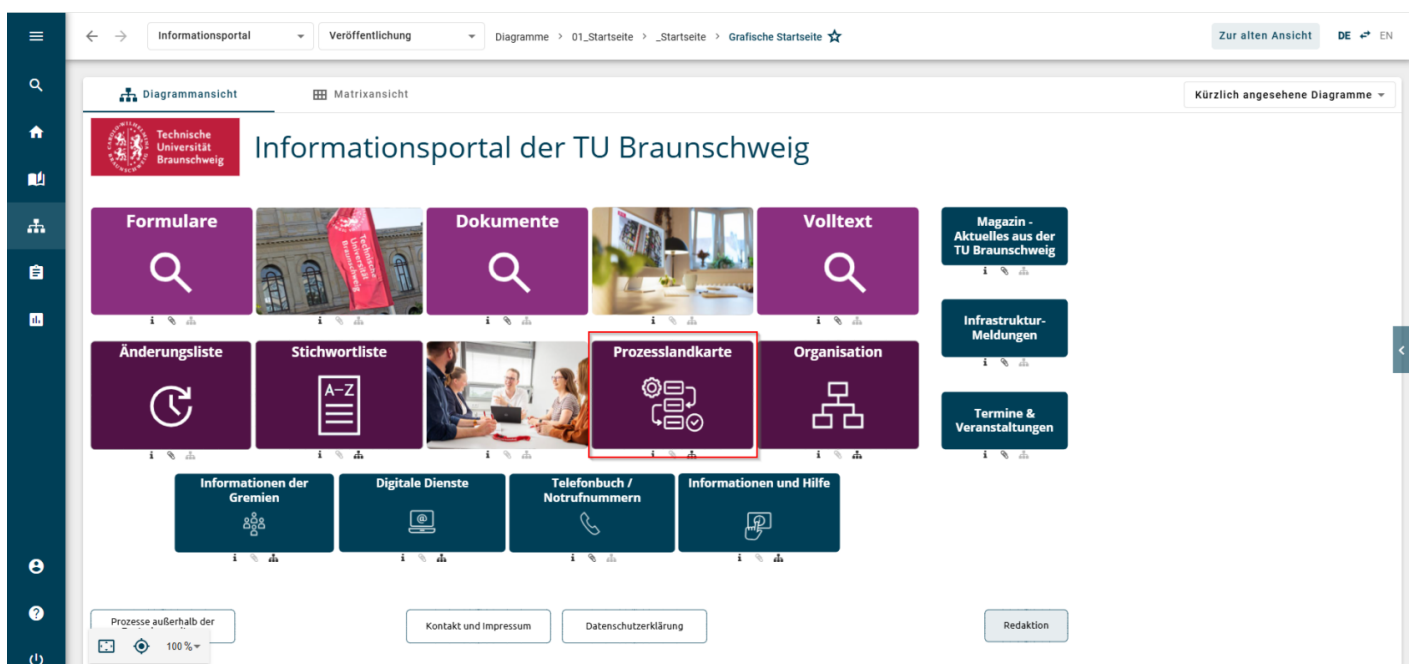 Informationsportal
Veröffentlichung
Diagramme > 01_Startseite > _Startseite > Grafische Startseite
Zur alten Ansicht
DE
EN
Diagrammansicht
Matrixansicht
Kürzlich angesehene Diagramme
Technische
Universität
Braunschweig
Informationsportal der TU Braunschweig
Formulare
Technische
Universität
Braunschweig
Dokumente
Volltext
Magazin -
Aktuelles aus der
TU Braunschweig
Infrastruktur-
Meldungen
Änderungsliste
Stichwortliste
A–Z
Prozesslandkarte
Organisation
Termine &
Veranstaltungen
Informationen der
Gremien
Digitale Dienste
@
Telefonbuch /
Notrufnummern
Informationen und Hilfe
Prozesse außerhalb der
Kontakt und Impressum
Datenschutzerklärung
Redaktion
100 %